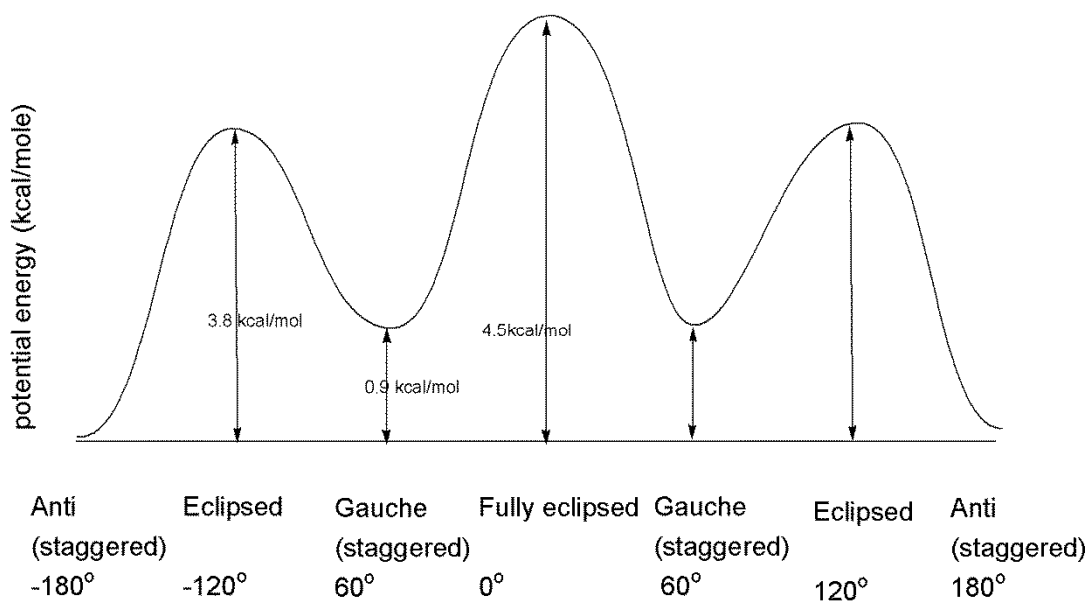 potential energy (kcal/mole)
3.8 kcal/mol
4.5kcal/mol
0.9 kcal/mol
Anti Eclipsed Gauche Fully eclipsed Gauche Eclipsed Anti
(staggered) (staggered) (staggered) (staggered)
-180° -120° 60° 0° 60° 120° 180°